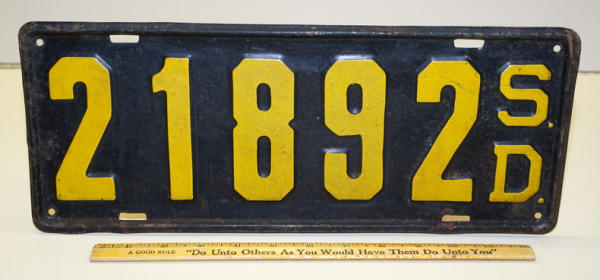 21892 S.D.
A GOOD RULE "Do Unto Others As You Would Have Them Do Unto You"